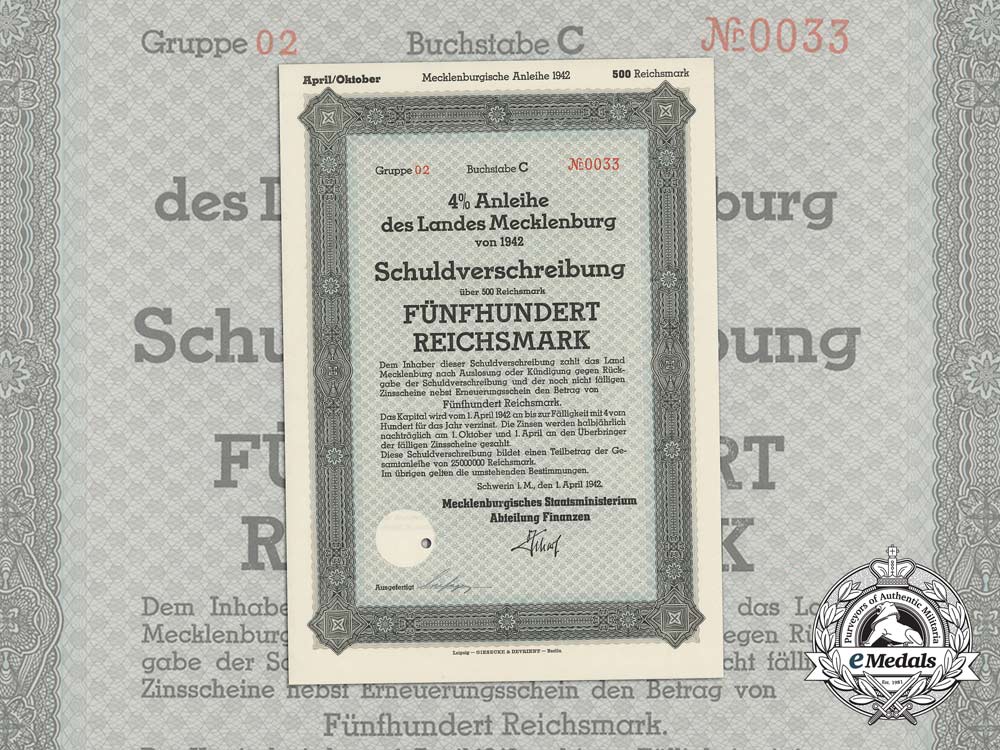 Gruppe 02 Buchstabe C №0033
April/Oktober Mecklenburgische Anleihe 1942 500 Reichsmark
Gruppe 02 Buchstabe C №0033
4% Anleihe
des Landes Mecklenburg
von 1942
Schuldverschreibung
über 500 Reichsmark
FÜNFHUNDERT
REICHSMARK
Dem Inhaber dieser Schuldverschreibung zahlt das Land
Mecklenburg nach Auslosung oder Kündigung gegen Rück-
gabe der Schuldverschreibung und der noch nicht fälligen
Zinsscheine nebst Erneuerungsschein den Betrag von
Fünfhundert Reichsmark.
Das Kapital wird vom 1. April 1942 an bis zur Fälligkeit mit 4 vom
Hundert für das Jahr verzinst. Die Zinsen werden halbjährlich
nachträglich am 1. Oktober und 1. April an den Überbringer
der fälligen Zinsscheine gezahlt.
Diese Schuldverschreibung bildet einen Teilbetrag der Ge-
samtanleihe von 25000000 Reichsmark.
Im übrigen gelten die umstehenden Bestimmungen.
Schwerin i. M., den 1. April 1942.
Mecklenburgisches Staatsministerium
Abteilung Finanzen
Ausgefertigt
Leipzig — GIESECKE & DEVRIENT — Berlin.
des L burg
Schu bung
FÜ RT
R K
Dem Inhabe das La
Mecklenburg egen Rü
gabe der Sc cht fälli
Zinsscheine nebst Erneuerungsschein den Betrag von
Fünfhundert Reichsmark.
Purveyors of Authentic Militaria
eMedals
Est. 1981